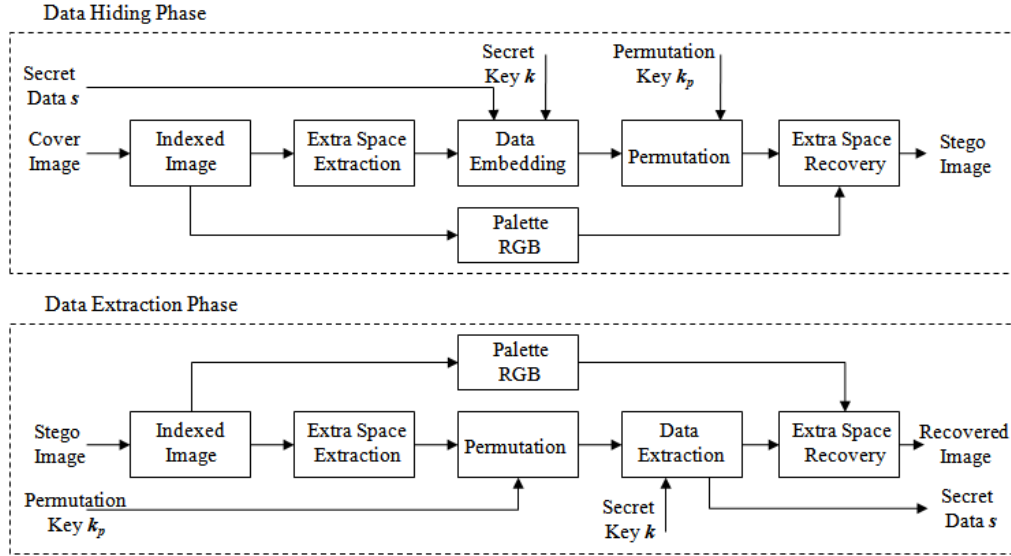 Data Hiding Phase
Secret
Data s
Secret
Key k
Permutation
Key kp
Cover
Image
Indexed
Image
Extra Space
Extraction
Data
Embedding
Permutation
Extra Space
Recovery
Stego
Image
Palette
RGB
Data Extraction Phase
Palette
RGB
Stego
Image
Indexed
Image
Extra Space
Extraction
Permutation
Data
Extraction
Extra Space
Recovery
Recovered
Image
Permutation
Key kp
Secret
Key k
Secret
Data s